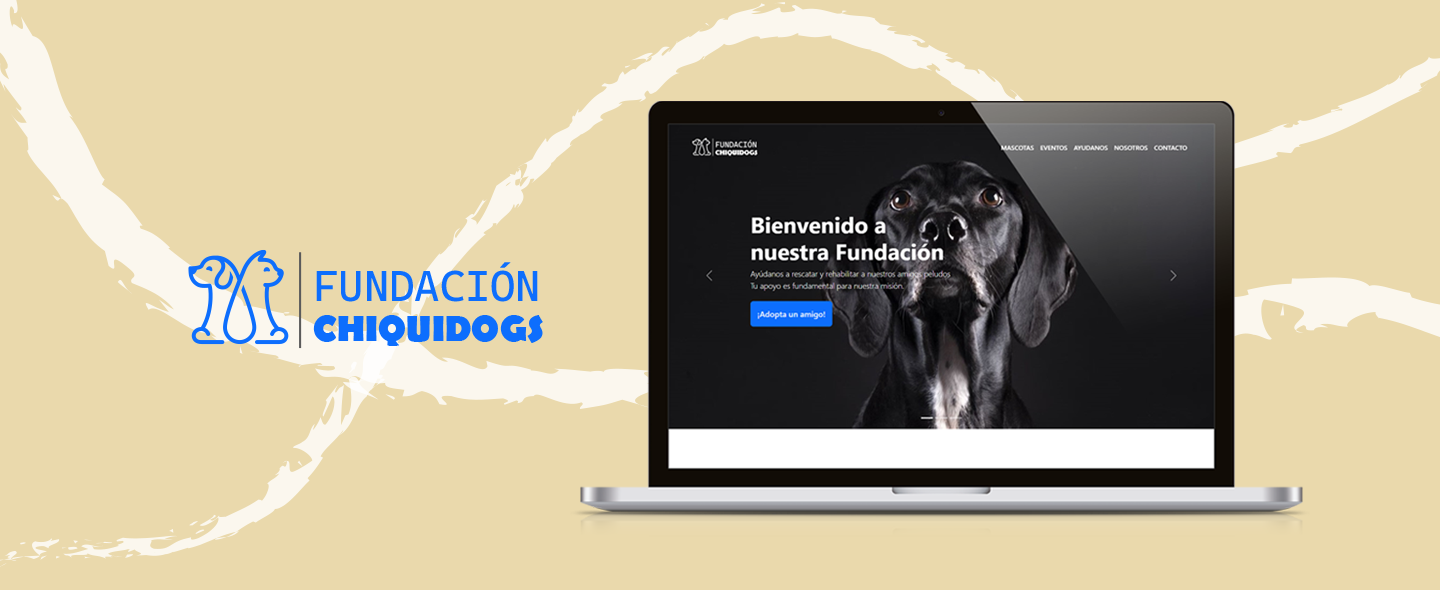 FUNDACIÓN
CHIQUIDOGS
FUNDACIÓN
CHIQUIDOGS
MASCOTAS EVENTOS AYUDANOS NOSOTROS CONTACTO
Bienvenido a
nuestra Fundación
Ayúdanos a rescatar y rehabilitar a nuestros amigos peludos
Tu apoyo es fundamental para nuestra misión.
¡Adopta un amigo!